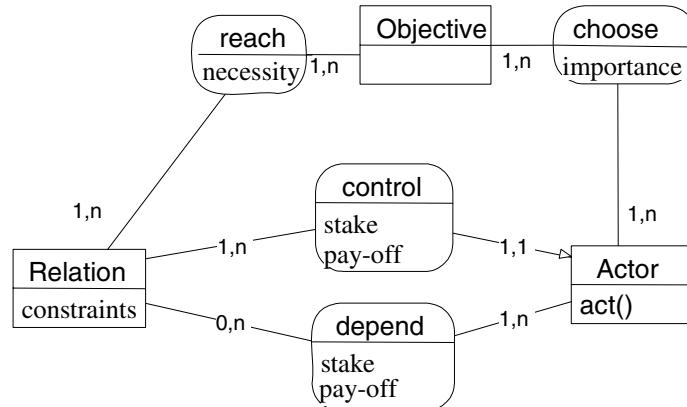 reach
necessity
1,n
Objective
1,n
choose
importance
1,n
1,n
control
stake
pay-off
1,n
1,1
Relation
constraints
Actor
act()
0,n
depend
1,n
stake
pay-off